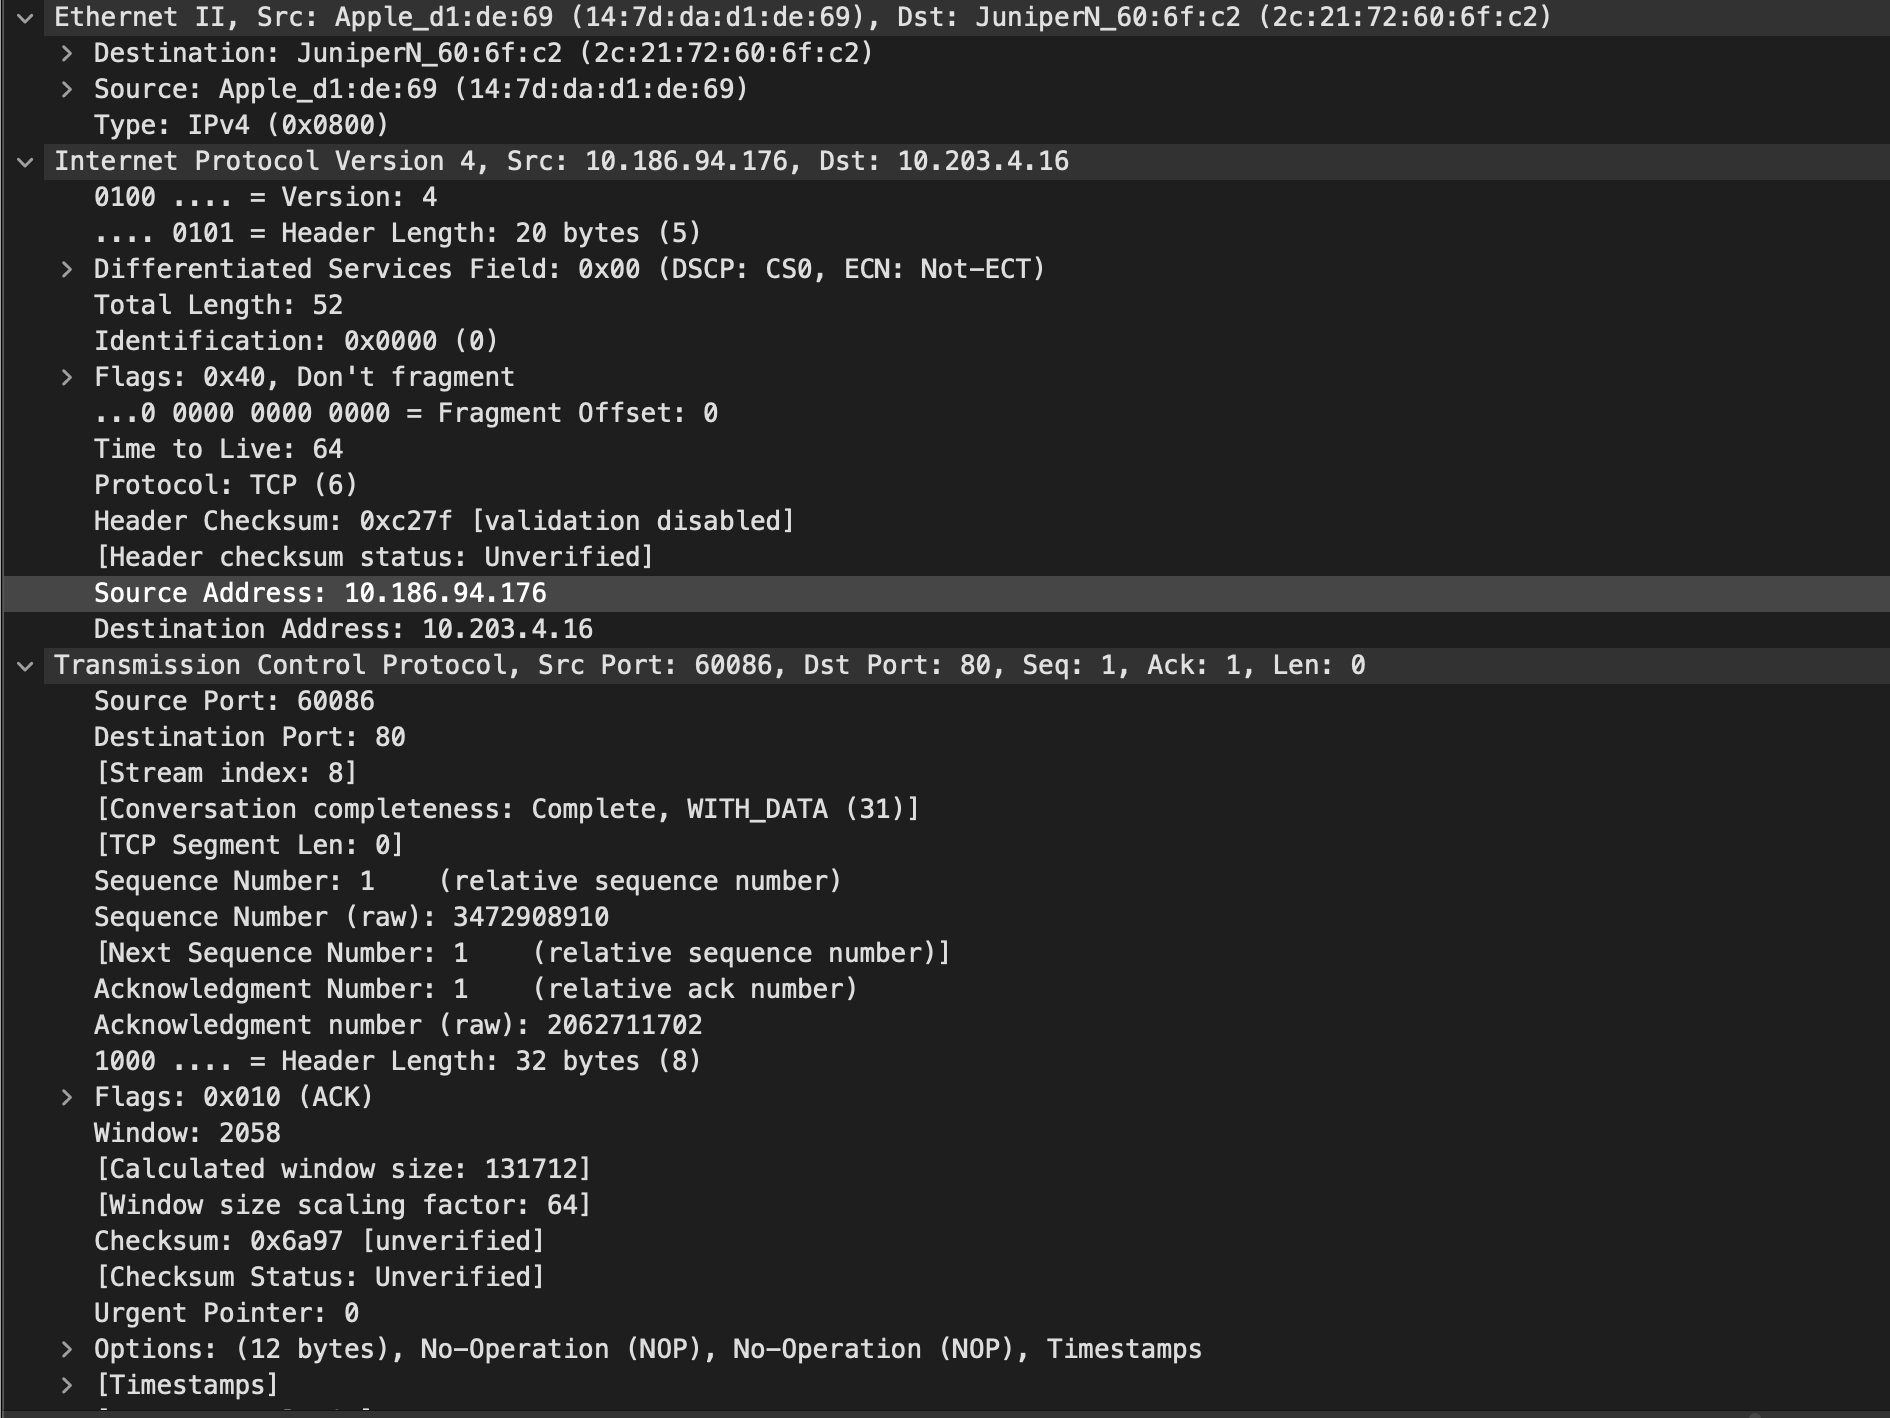 Ethernet II, Src: Apple_d1:de:69 (14:7d:da:d1:de:69), Dst: JuniperN_60:6f:c2 (2c:21:72:60:6f:c2)
Destination: JuniperN_60:6f:c2 (2c:21:72:60:6f:c2)
Source: Apple_d1:de:69 (14:7d:da:d1:de:69)
Type: IPv4 (0x0800)
Internet Protocol Version 4, Src: 10.186.94.176, Dst: 10.203.4.16
0100 .... = Version: 4
.... 0101 = Header Length: 20 bytes (5)
Differentiated Services Field: 0x00 (DSCP: CS0, ECN: Not-ECT)
Total Length: 52
Identification: 0x0000 (0)
Flags: 0x40, Don't fragment
...0 0000 0000 0000 = Fragment Offset: 0
Time to Live: 64
Protocol: TCP (6)
Header Checksum: 0xc27f [validation disabled]
[Header checksum status: Unverified]
Source Address: 10.186.94.176
Destination Address: 10.203.4.16
Transmission Control Protocol, Src Port: 60086, Dst Port: 80, Seq: 1, Ack: 1, Len: 0
Source Port: 60086
Destination Port: 80
[Stream index: 8]
[Conversation completeness: Complete, WITH_DATA (31)]
[TCP Segment Len: 0]
Sequence Number: 1    (relative sequence number)
Sequence Number (raw): 3472908910
[Next Sequence Number: 1    (relative sequence number)]
Acknowledgment Number: 1    (relative ack number)
Acknowledgment number (raw): 2062711702
1000 .... = Header Length: 32 bytes (8)
Flags: 0x010 (ACK)
Window: 2058
[Calculated window size: 131712]
[Window size scaling factor: 64]
Checksum: 0x6a97 [unverified]
[Checksum Status: Unverified]
Urgent Pointer: 0
Options: (12 bytes), No-Operation (NOP), No-Operation (NOP), Timestamps
[Timestamps]